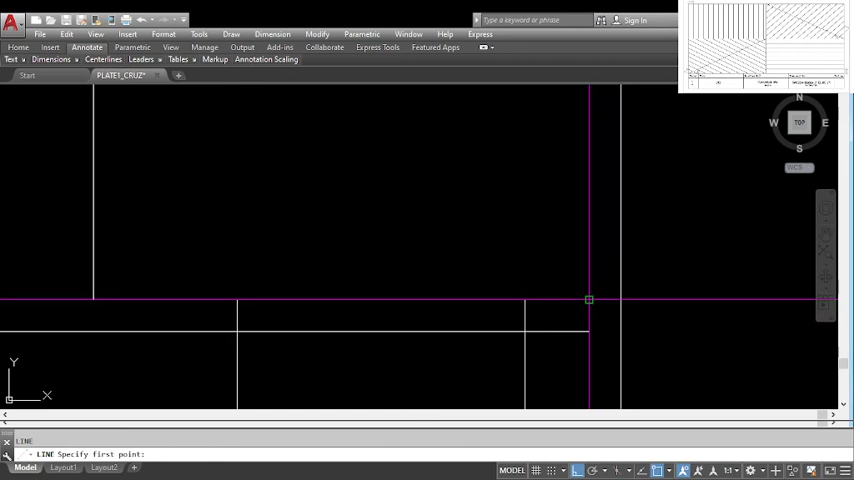 A
Type a keyword or phrase
Sign In
File Edit View Insert Format Tools Draw Dimension Modify Parametric Window Help Express
Home Insert Annotate Parametric View Manage Output Add-ins Collaborate Express Tools Featured Apps
Text Dimensions Centerlines Leaders Tables Markup Annotation Scaling
Start PLATE1_CRUZ*
N
W TOP E
S
WCS
Y
X
LINE
LINE Specify first point:
Model Layout1 Layout2 +
MODEL 1:1